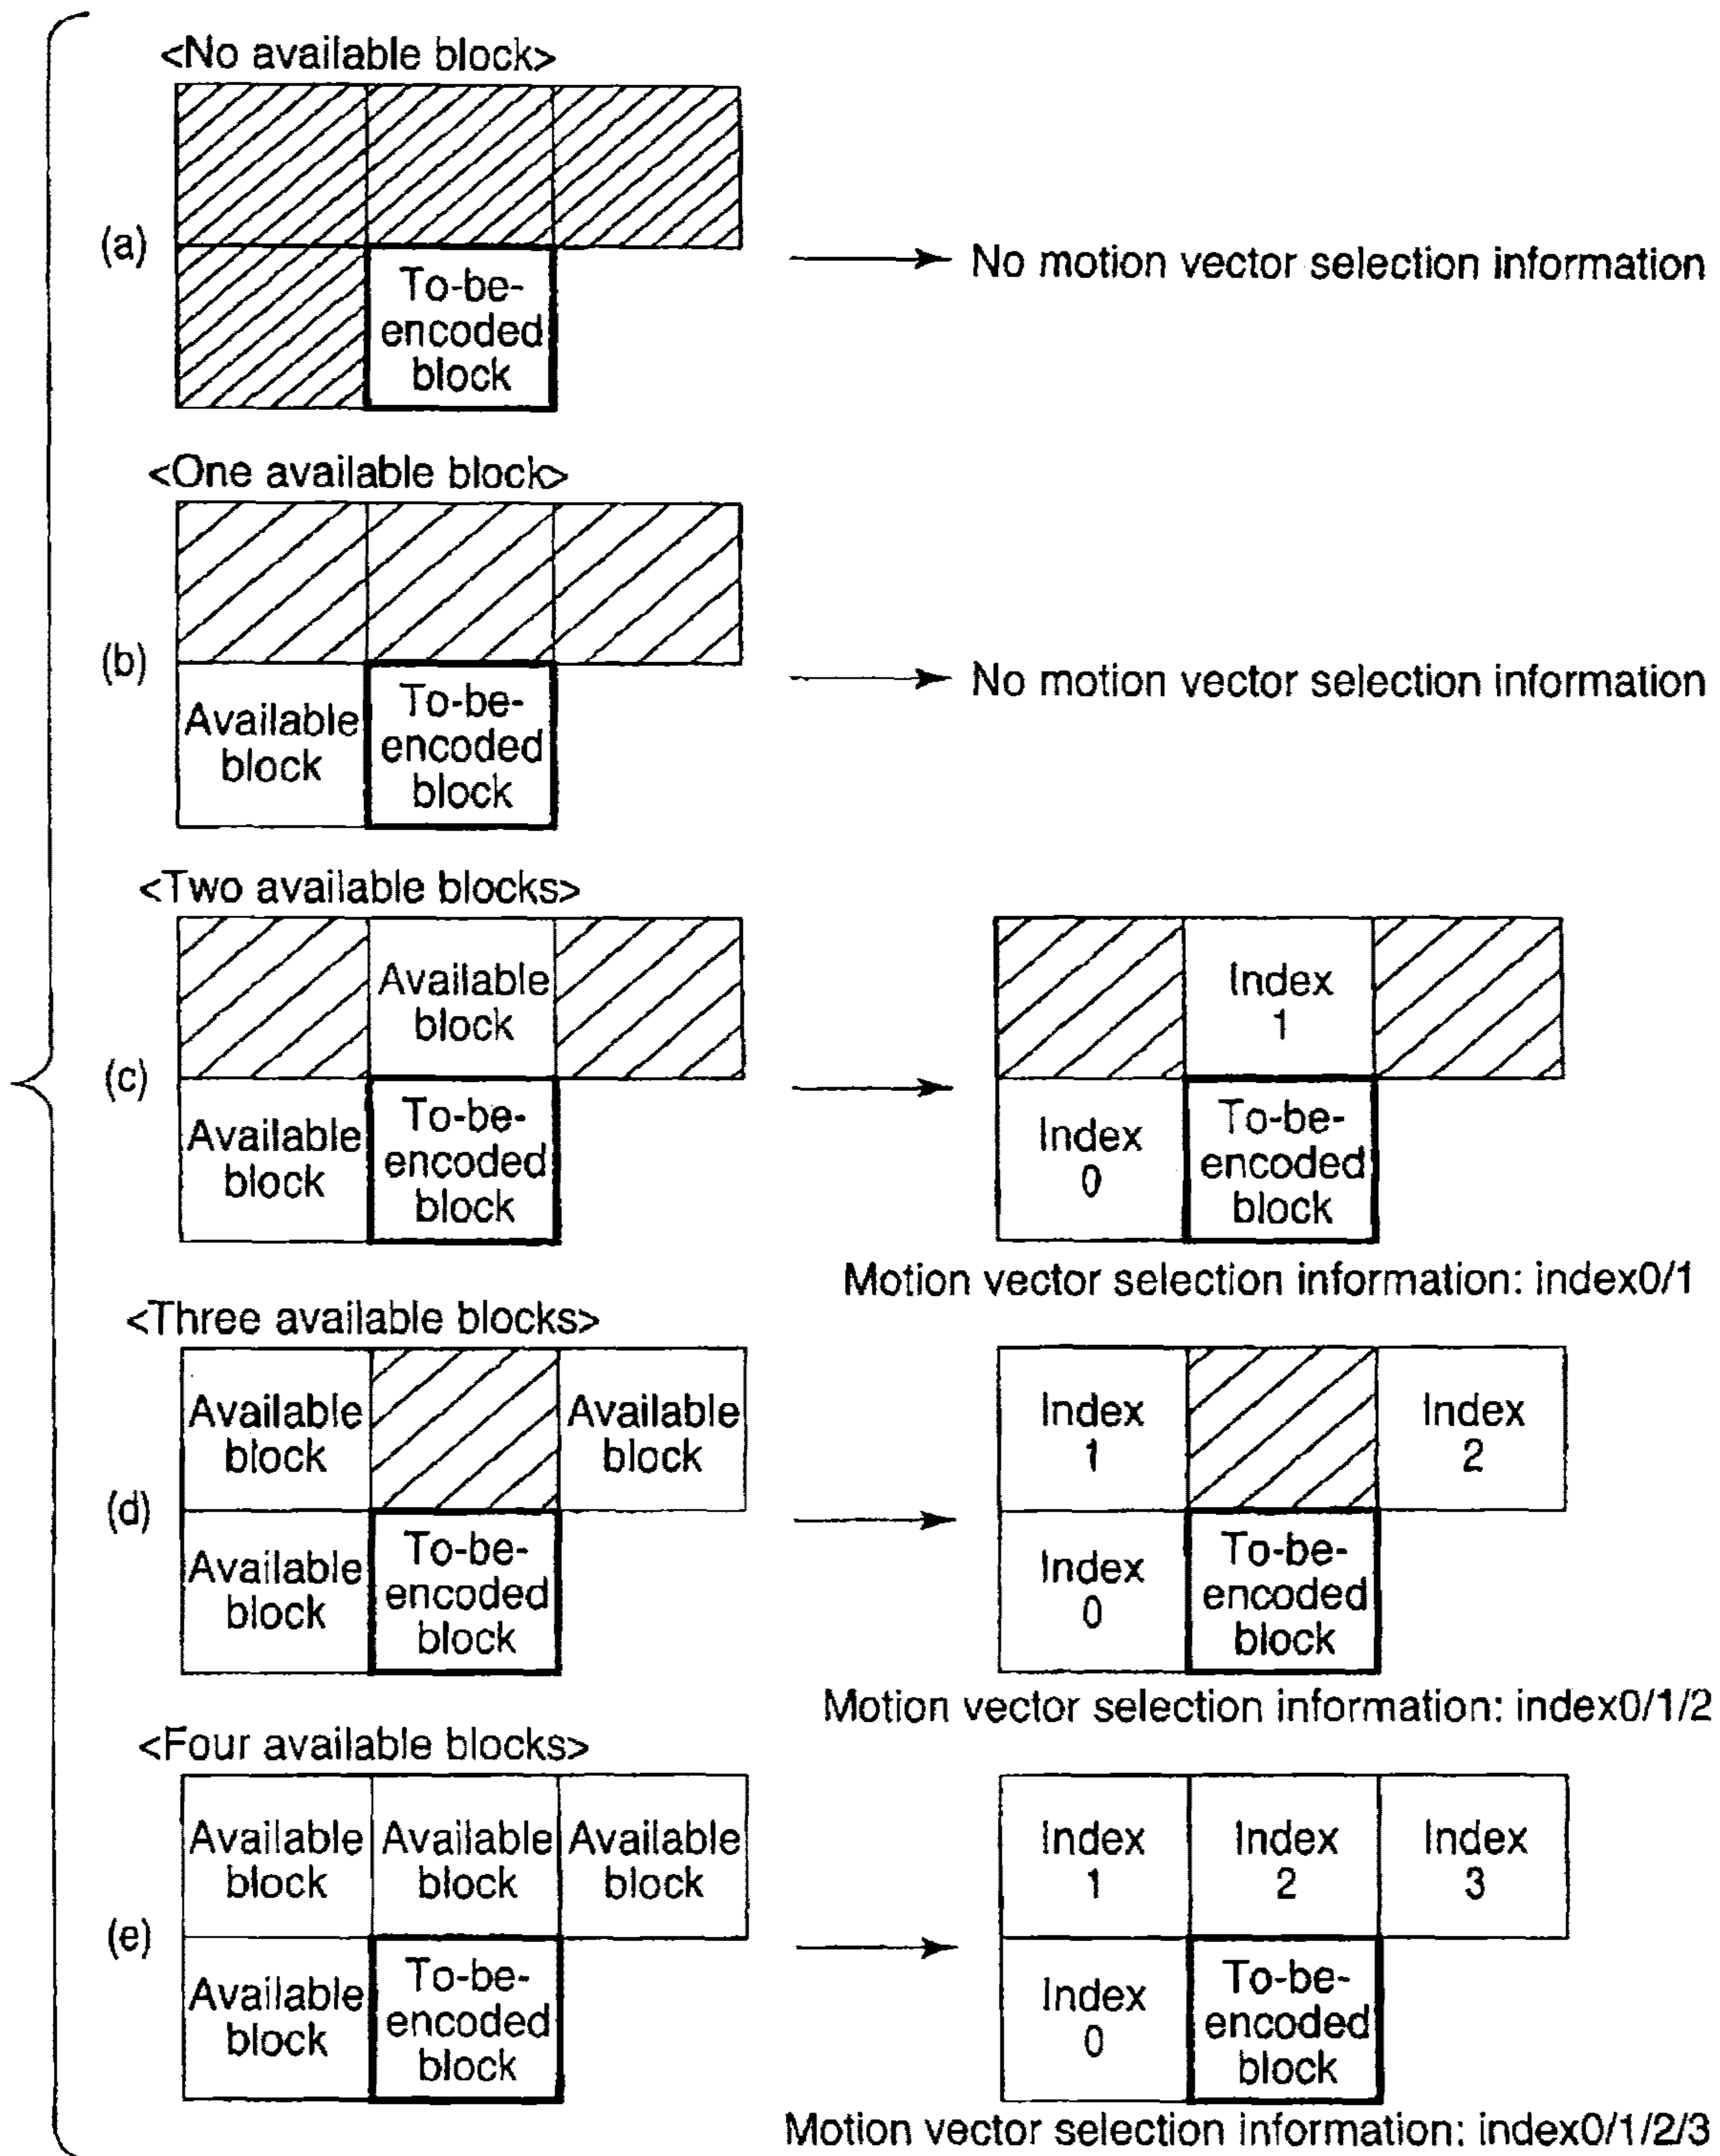 <No available block>
(a)
To-be-
encoded
block
No motion vector selection information
<One available block>
(b)
Available
block
To-be-
encoded
block
No motion vector selection information
<Two available blocks>
(c)
Available
block
Available
block
To-be-
encoded
block
Index
1
Index
0
To-be-
encoded
block
Motion vector selection information: index0/1
<Three available blocks>
(d)
Available
block
Available
block
Available
block
To-be-
encoded
block
Index
1
Index
2
Index
0
To-be-
encoded
block
Motion vector selection information: index0/1/2
<Four available blocks>
(e)
Available
block
Available
block
Available
block
Available
block
To-be-
encoded
block
Index
1
Index
2
Index
3
Index
0
To-be-
encoded
block
Motion vector selection information: index0/1/2/3